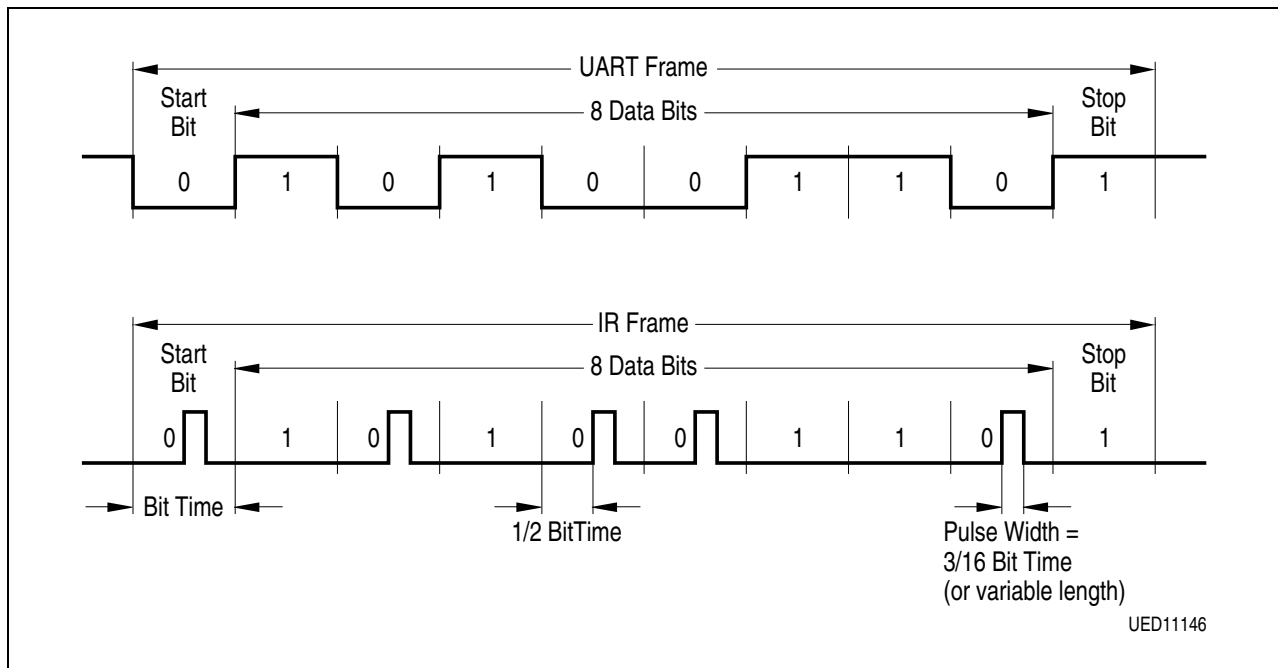 UART Frame
Start
Bit
8 Data Bits
Stop
Bit
0 1 0 1 0 0 1 1 0 1
IR Frame
Start
Bit
8 Data Bits
Stop
Bit
0 1 0 1 0 0 1 1 0 1
Bit Time
1/2 BitTime
Pulse Width =
3/16 Bit Time
(or variable length)
UED11146